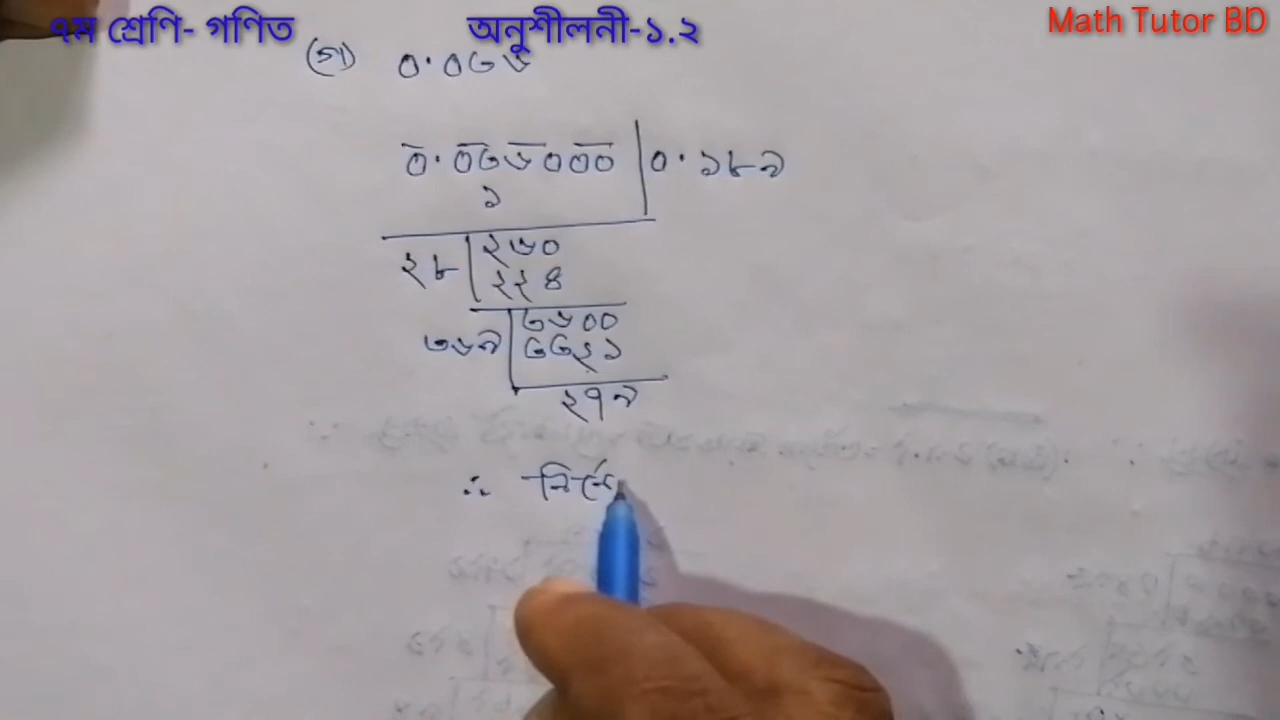 ৭ম শ্রেণি- গণিত অনুশীলনী-১.২ Math Tutor BD
(গ) ০.০৩৬
০.০৩৬০০০ ০.১৮৯
১
২৮ ২৬০
২২৪
৩৬৯ ৩৬০০
৩৩২১
২৭৯
∴ নির্ণে